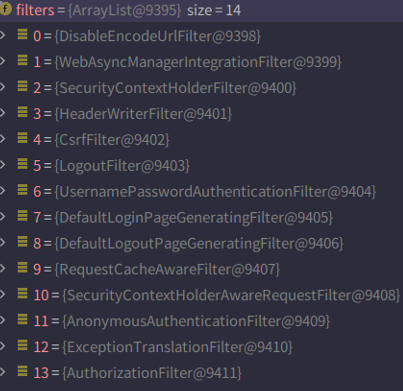 f filters = {ArrayList@9395} size = 14
0 = {DisableEncodeUrlFilter@9398}
1 = {WebAsyncManagerIntegrationFilter@9399}
2 = {SecurityContextHolderFilter@9400}
3 = {HeaderWriterFilter@9401}
4 = {CsrfFilter@9402}
5 = {LogoutFilter@9403}
6 = {UsernamePasswordAuthenticationFilter@9404}
7 = {DefaultLoginPageGeneratingFilter@9405}
8 = {DefaultLogoutPageGeneratingFilter@9406}
9 = {RequestCacheAwareFilter@9407}
10 = {SecurityContextHolderAwareRequestFilter@9408}
11 = {AnonymousAuthenticationFilter@9409}
12 = {ExceptionTranslationFilter@9410}
13 = {AuthorizationFilter@9411}